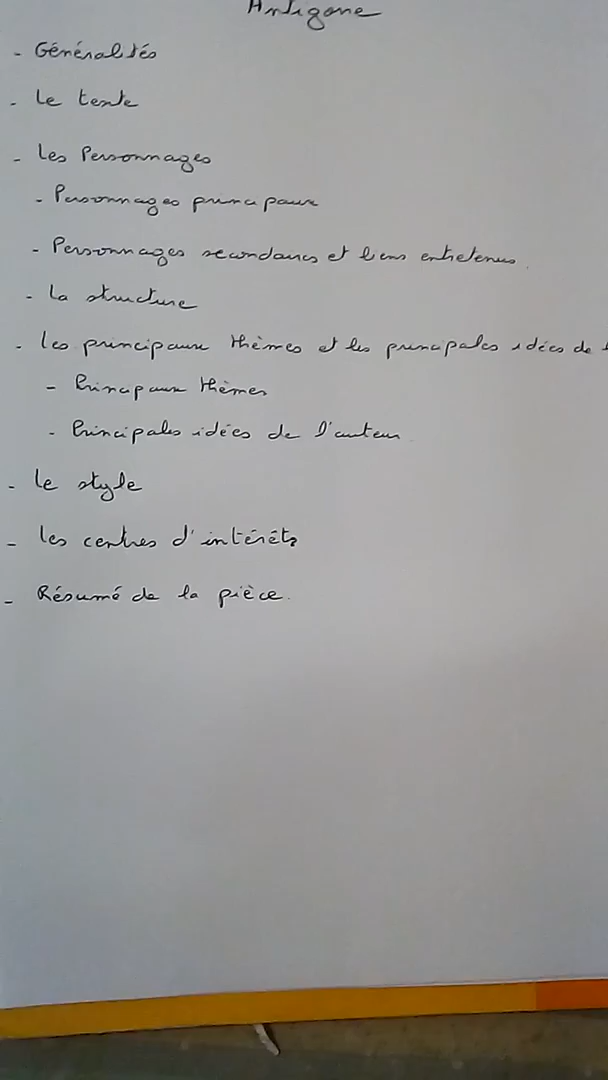 Antigone
- Généralités
- Le texte
- Les Personnages
- Personnages principaux
- Personnages secondaires et liens entretenus.
- La structure
- Les principaux thèmes et les principales idées de
- Principaux thèmes
- Principales idées de l'auteur
- Le style
- Les centres d'intérêts
- Résumé de la pièce.